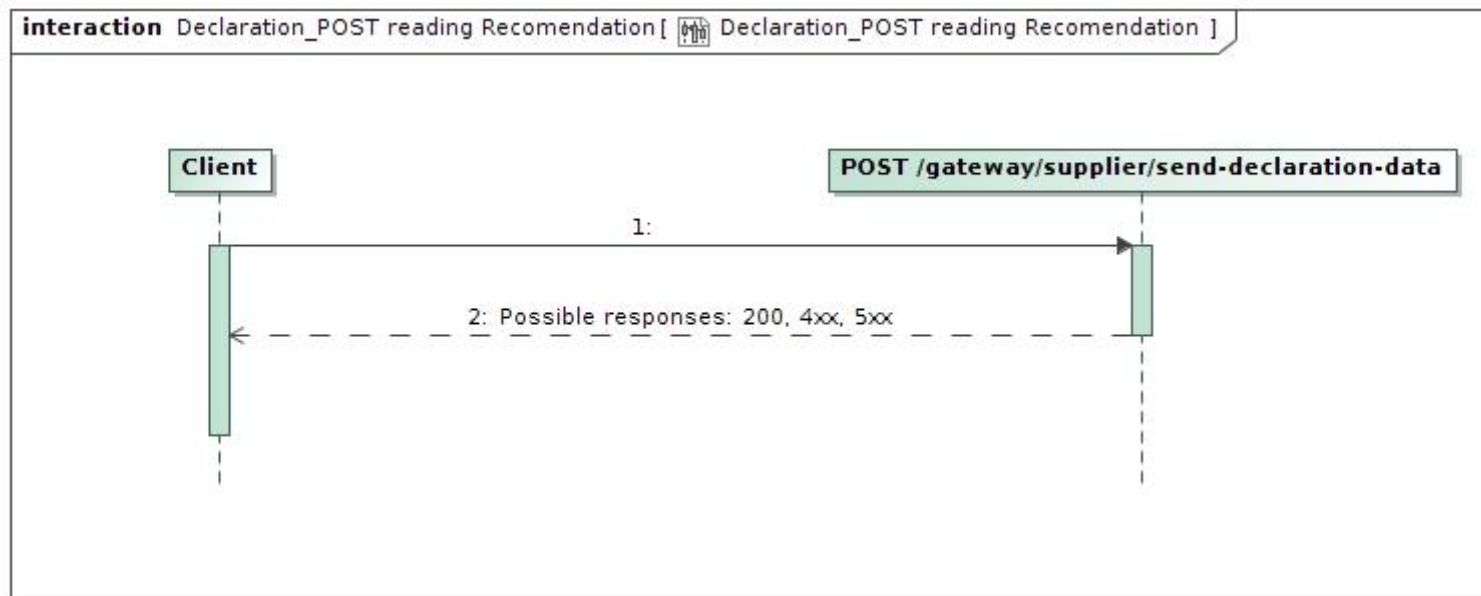 interaction Declaration_POST reading Recomendation[ Declaration_POST reading Recomendation ]
Client
POST /gateway/supplier/send-declaration-data
1:
2: Possible responses: 200, 4xx, 5xx